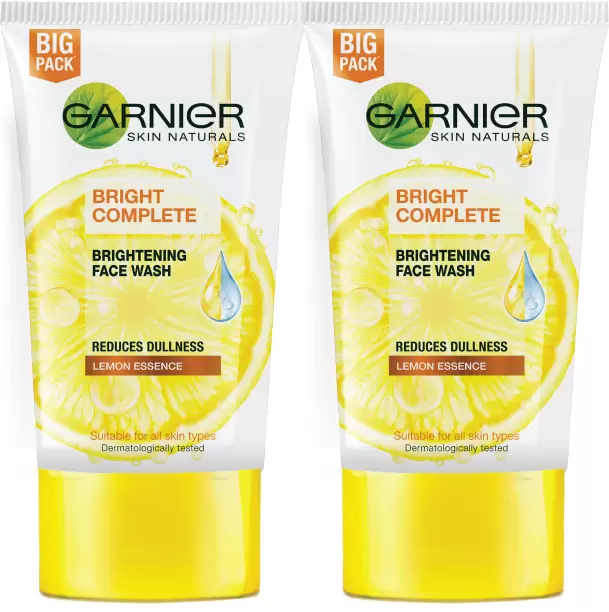 BIG
PACK
GARNIER
SKIN NATURALS
BRIGHT
COMPLETE
BRIGHTENING
FACE WASH
REDUCES DULLNESS
LEMON ESSENCE
Suitable for all skin types
Dermatologically tested
BIG
PACK
GARNIER
SKIN NATURALS
BRIGHT
COMPLETE
BRIGHTENING
FACE WASH
REDUCES DULLNESS
LEMON ESSENCE
Suitable for all skin types
Dermatologically tested